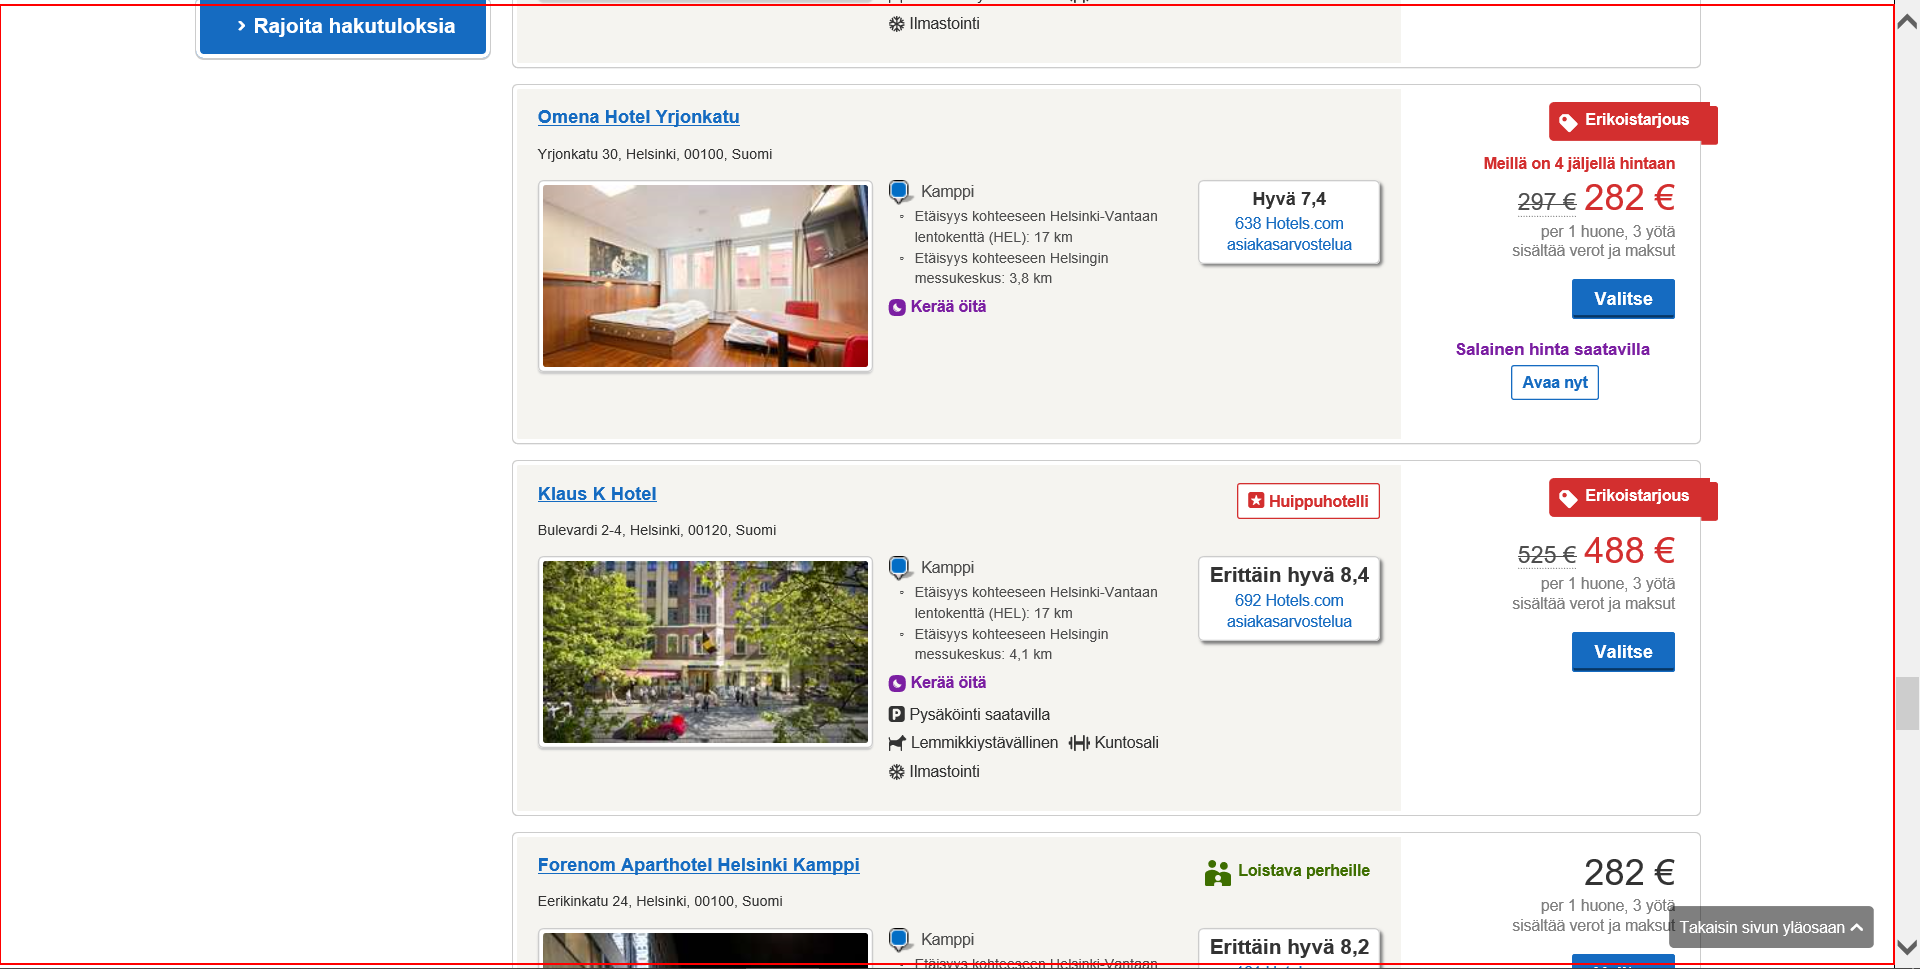 Rajoita hakutuloksia
Ilmastointi
Omena Hotel Yrjonkatu
Yrjonkatu 30, Helsinki, 00100, Suomi
Kamppi
Etäisyys kohteeseen Helsinki-Vantaan
lentokenttä (HEL): 17 km
Etäisyys kohteeseen Helsingin
messukeskus: 3,8 km
Kerää öitä
Hyvä 7,4
638 Hotels.com
asiakasarvostelua
Erikoistarjous
Meillä on 4 jäljellä hintaan
297 € 282 €
per 1 huone, 3 yötä
sisältää verot ja maksut
Valitse
Salainen hinta saatavilla
Avaa nyt
Klaus K Hotel
Bulevardi 2-4, Helsinki, 00120, Suomi
Huippuhotelli
Kamppi
Etäisyys kohteeseen Helsinki-Vantaan
lentokenttä (HEL): 17 km
Etäisyys kohteeseen Helsingin
messukeskus: 4,1 km
Kerää öitä
Pysäköinti saatavilla
Lemmikkiystävällinen Kuntosali
Ilmastointi
Erittäin hyvä 8,4
692 Hotels.com
asiakasarvostelua
Erikoistarjous
525 € 488 €
per 1 huone, 3 yötä
sisältää verot ja maksut
Valitse
Forenom Aparthotel Helsinki Kamppi
Eerikinkatu 24, Helsinki, 00100, Suomi
Loistava perheille
Kamppi
Etäisyys kohteeseen Helsinki-Vantaan
Erittäin hyvä 8,2
282 €
per 1 huone, 3 yötä
sisältää verot ja maksut
Takaisin sivun yläosaan